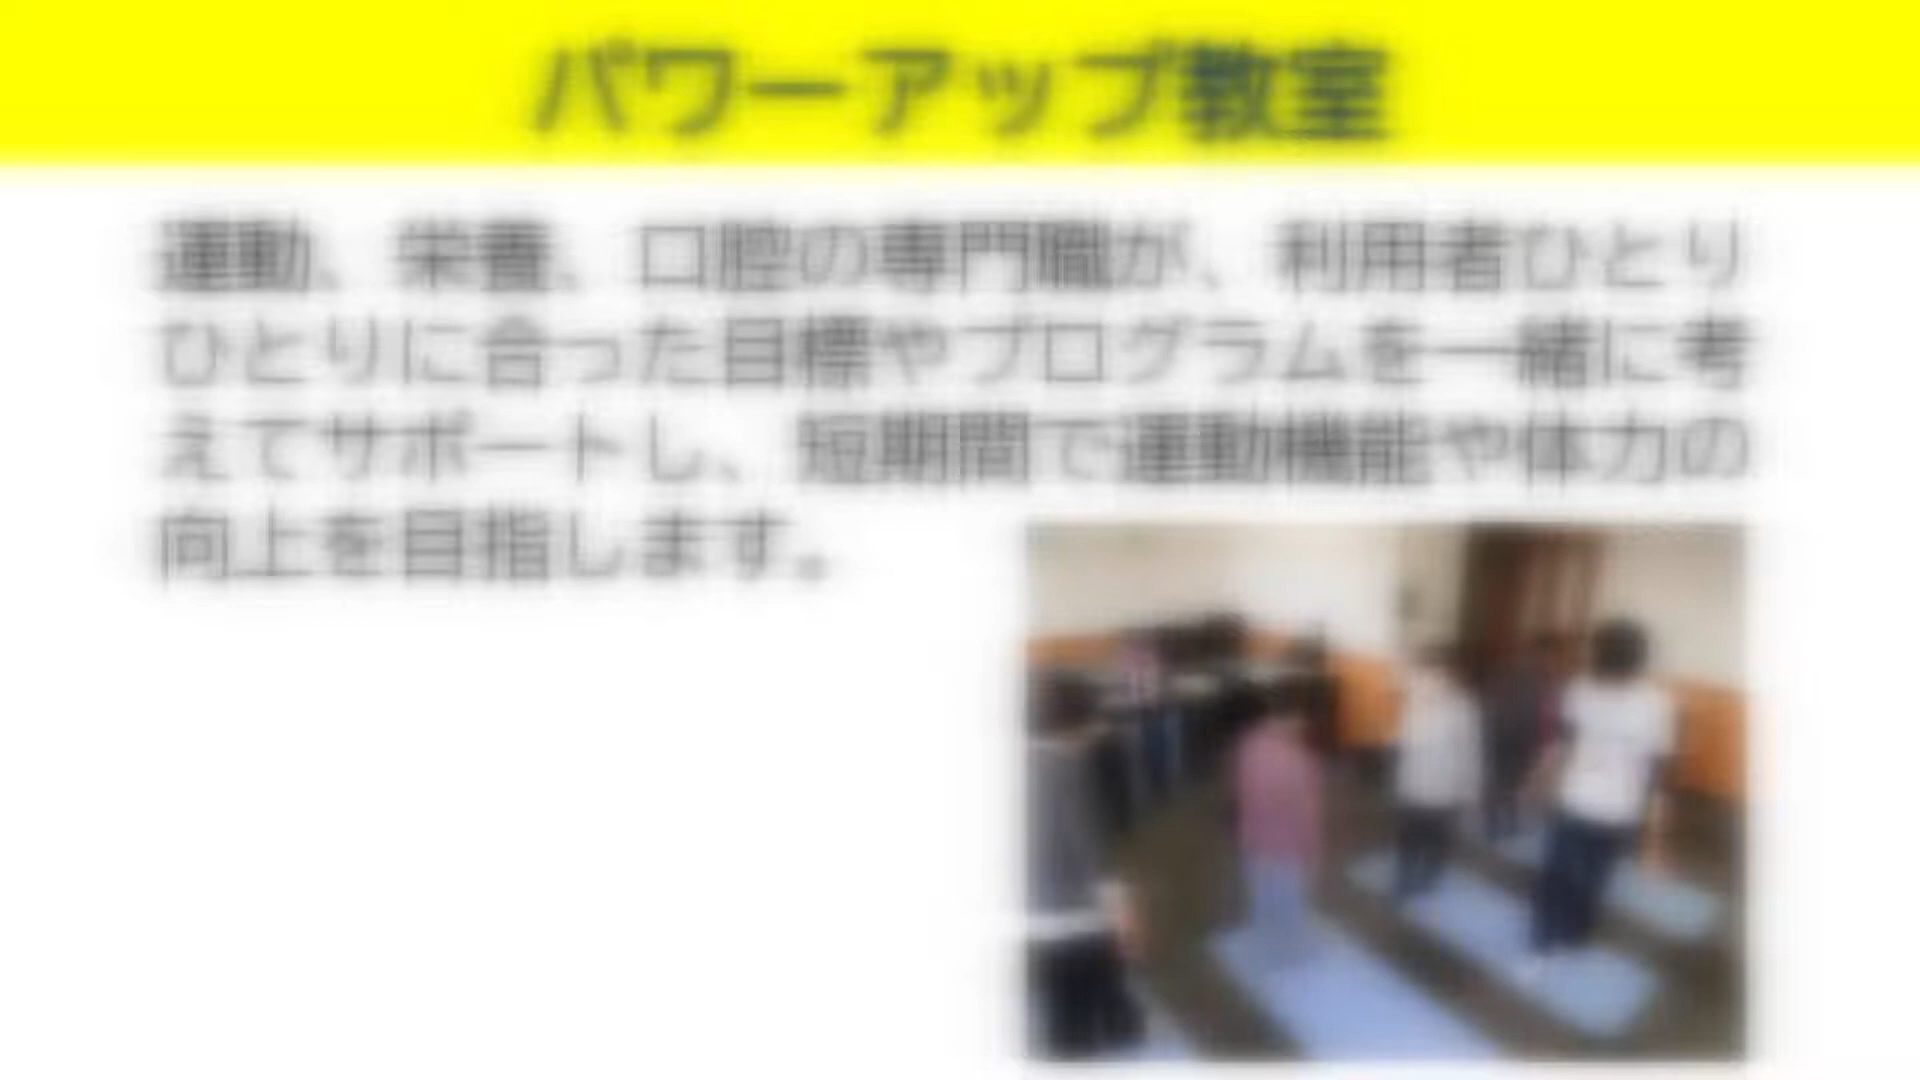 パワーアップ教室
運動、栄養、口腔の専門職が、利用者ひとり
ひとりに合った目標やプログラムを一緒に考
えてサポートし、短期間で運動機能や体力の
向上を目指します。